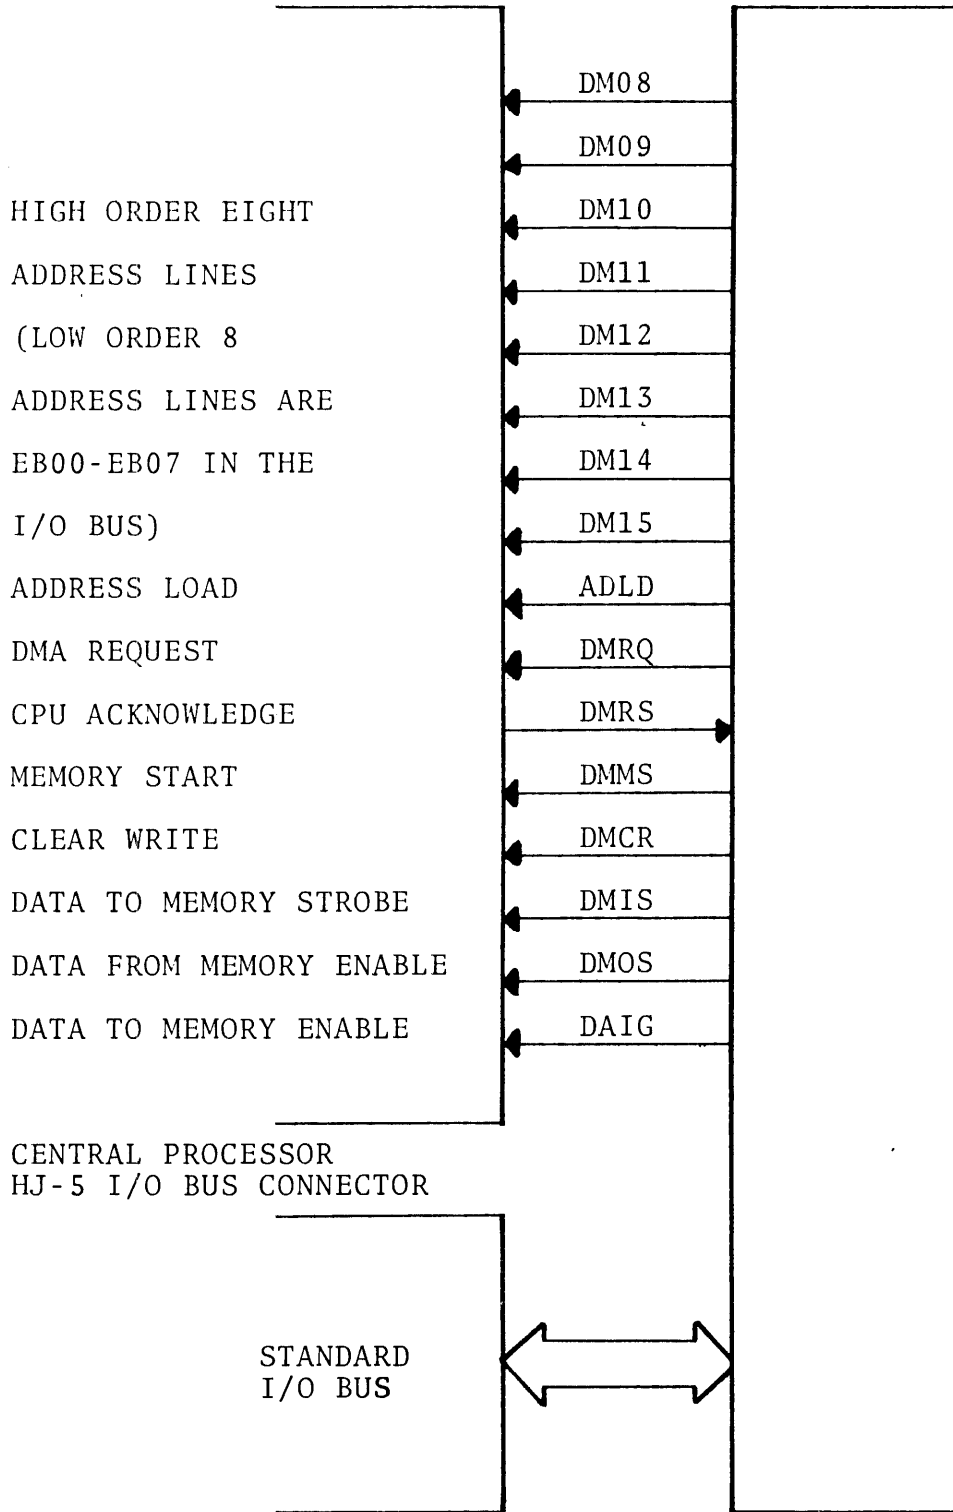 DM08
DM09
HIGH ORDER EIGHT DM10
ADDRESS LINES DM11
(LOW ORDER 8 DM12
ADDRESS LINES ARE DM13
EB00-EB07 IN THE DM14
I/O BUS) DM15
ADDRESS LOAD ADLD
DMA REQUEST DMRQ
CPU ACKNOWLEDGE DMRS
MEMORY START DMMS
CLEAR WRITE DMCR
DATA TO MEMORY STROBE DMIS
DATA FROM MEMORY ENABLE DMOS
DATA TO MEMORY ENABLE DAIG
CENTRAL PROCESSOR
HJ-5 I/O BUS CONNECTOR
STANDARD
I/O BUS